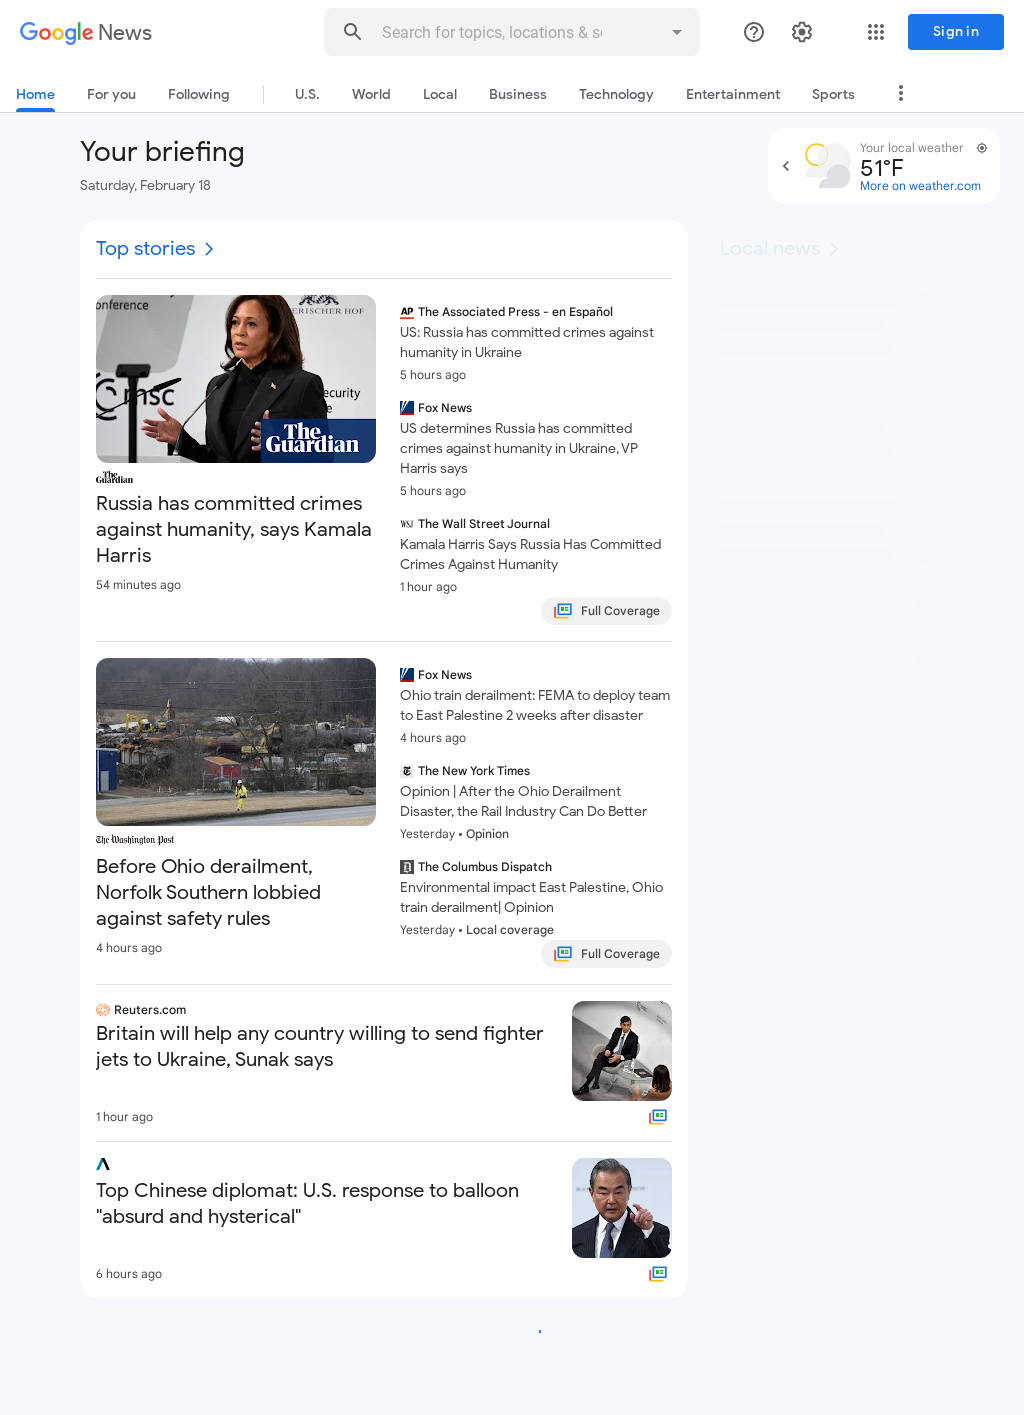 Google News
Search for topics, locations & so
Sign in
Home
For you
Following
U.S.
World
Local
Business
Technology
Entertainment
Sports
Your briefing
Saturday, February 18
Your local weather
51°F
More on weather.com
Top stories
Local news
onference
ERISCHER HOF
msc
ecurity
e
The
Guardian
The
Guardian
Russia has committed crimes
against humanity, says Kamala
Harris
54 minutes ago
AP The Associated Press - en Español
US: Russia has committed crimes against
humanity in Ukraine
5 hours ago
Fox News
US determines Russia has committed
crimes against humanity in Ukraine, VP
Harris says
5 hours ago
WSJ The Wall Street Journal
Kamala Harris Says Russia Has Committed
Crimes Against Humanity
1 hour ago
Full Coverage
The Washington Post
Before Ohio derailment,
Norfolk Southern lobbied
against safety rules
4 hours ago
Fox News
Ohio train derailment: FEMA to deploy team
to East Palestine 2 weeks after disaster
4 hours ago
The New York Times
Opinion | After the Ohio Derailment
Disaster, the Rail Industry Can Do Better
Yesterday • Opinion
The Columbus Dispatch
Environmental impact East Palestine, Ohio
train derailment| Opinion
Yesterday • Local coverage
Full Coverage
Reuters.com
Britain will help any country willing to send fighter
jets to Ukraine, Sunak says
1 hour ago
Top Chinese diplomat: U.S. response to balloon
"absurd and hysterical"
6 hours ago